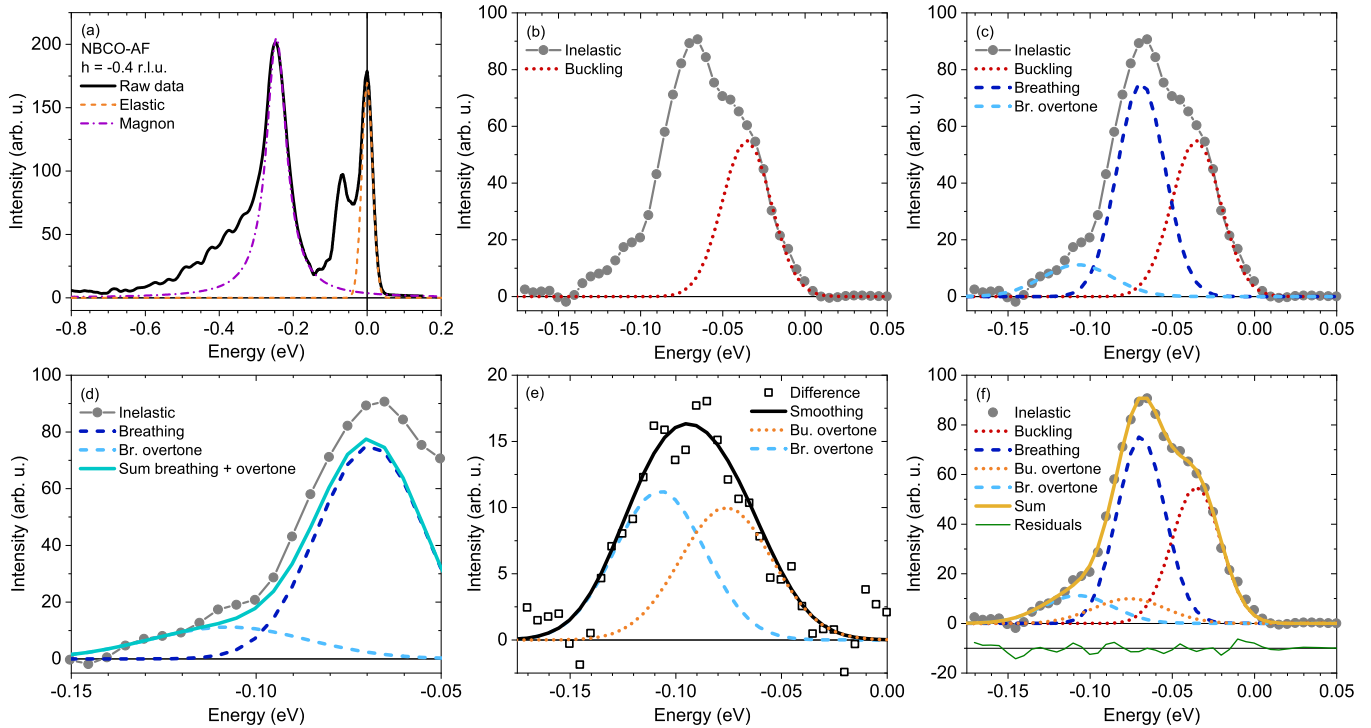 (a)
NBCO-AF
h = -0.4 r.l.u.
Raw data
Elastic
Magnon
200
150
100
50
0
Intensity (arb. u.)
-0.8 -0.6 -0.4 -0.2 0.0 0.2
Energy (eV)
(b)
Inelastic
Buckling
100
80
60
40
20
0
Intensity (arb. u.)
-0.15 -0.10 -0.05 0.00 0.05
Energy (eV)
(c)
Inelastic
Buckling
Breathing
Br. overtone
100
80
60
40
20
0
Intensity (arb. u.)
-0.15 -0.10 -0.05 0.00 0.05
Energy (eV)
(d)
Inelastic
Breathing
Br. overtone
Sum breathing + overtone
100
80
60
40
20
0
Intensity (arb. u.)
-0.15 -0.10 -0.05
Energy (eV)
(e)
Difference
Smoothing
Bu. overtone
Br. overtone
20
15
10
5
0
Intensity (arb. u.)
-0.15 -0.10 -0.05 0.00
Energy (eV)
(f)
Inelastic
Buckling
Breathing
Bu. overtone
Br. overtone
Sum
Residuals
100
80
60
40
20
0
-20
Intensity (arb. u.)
-0.15 -0.10 -0.05 0.00 0.05
Energy (eV)